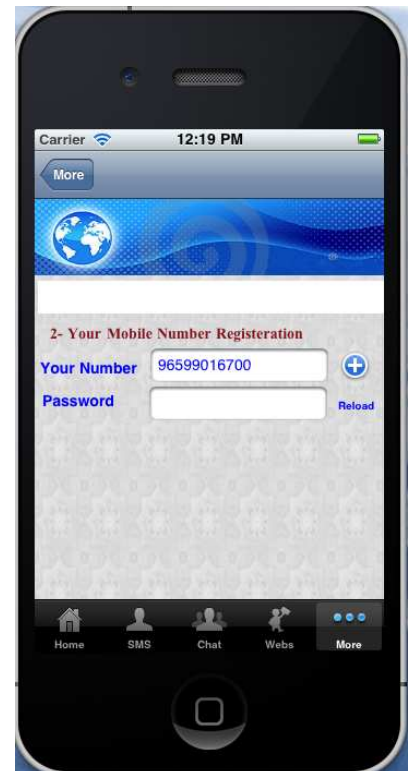 Carrier 12:19 PM
More
2- Your Mobile Number Registeration
Your Number 96599016700
Password Reload
Home SMS Chat Webs More